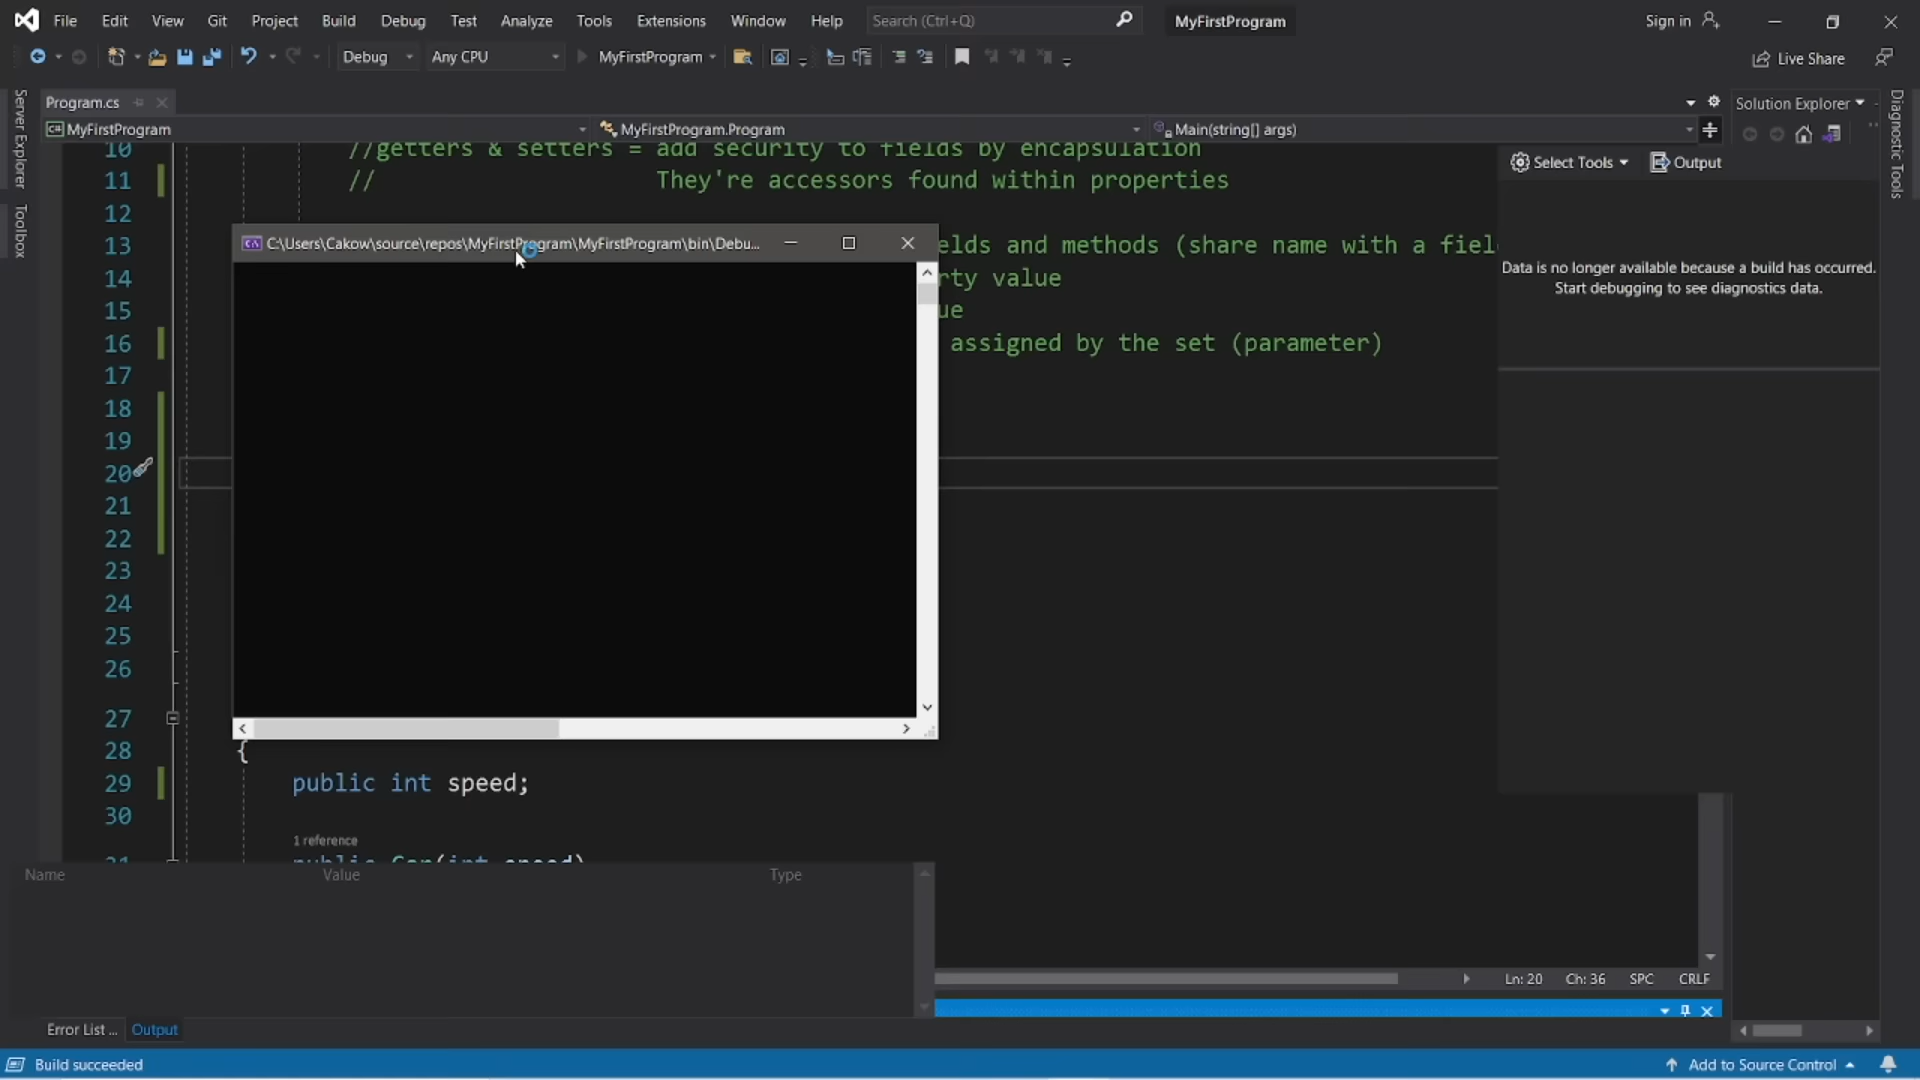 File Edit View Git Project Build Debug Test Analyze Tools Extensions Window Help Search (Ctrl+Q) MyFirstProgram Sign in
Debug Any CPU MyFirstProgram Live Share
Server Explorer
Toolbox
Program.cs
MyFirstProgram MyFirstProgram.Program Main(string[] args)
Solution Explorer
Diagnostic Tools
Select Tools Output
Data is no longer available because a build has occurred.
Start debugging to see diagnostics data.
10 //getters & setters = add security to fields by encapsulation
11 // They're accessors found within properties
12
C:\Users\Cakow\source\repos\MyFirstProgram\MyFirstProgram\bin\Debu...
13 elds and methods (share name with a fiel
14 rty value
15 ue
16 assigned by the set (parameter)
17
18
19
20
21
22
23
24
25
26
27
28 {
29 public int speed;
30
1 reference
31 public Car(int speed)
Name Value Type
Ln: 20 Ch: 36 SPC CRLF
Error List ... Output
Build succeeded Add to Source Control